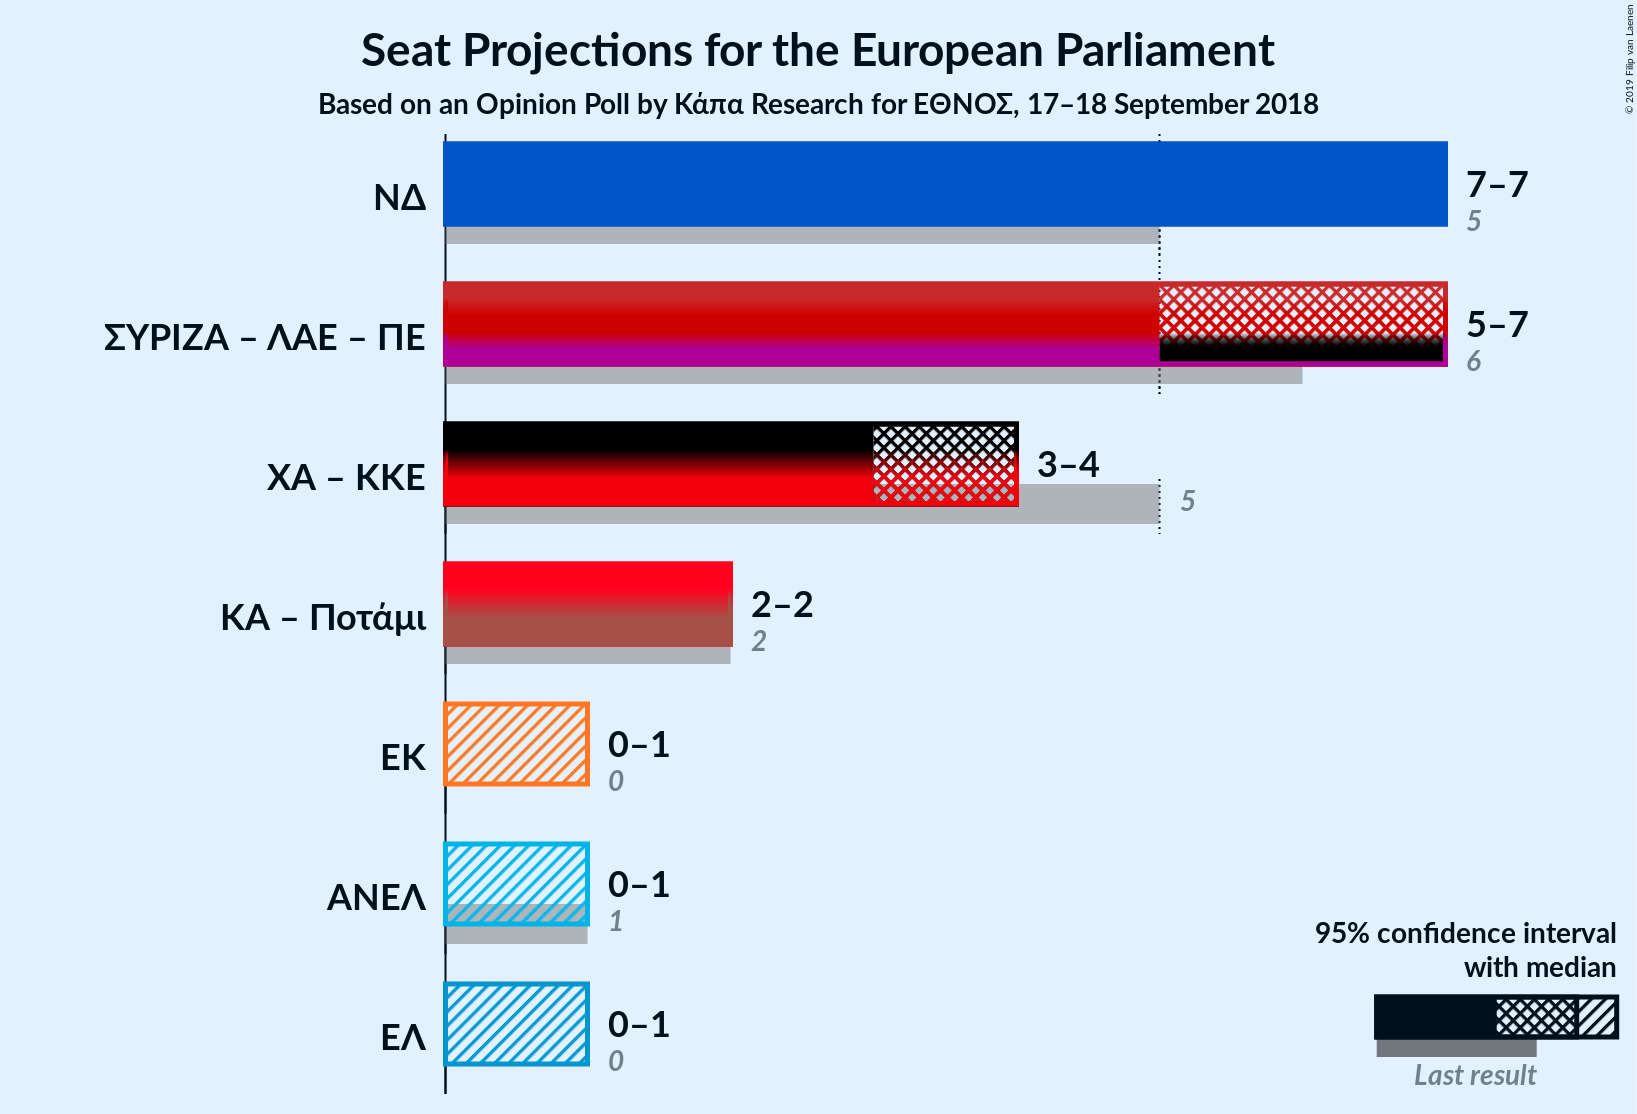 Seat Projections for the European Parliament
Based on an Opinion Poll by Κάπα Research for ΕΘΝΟΣ, 17–18 September 2018
© 2019 Filip van Laenen
ΝΔ
7–7
5
ΣΥΡΙΖΑ – ΛΑΕ – ΠΕ
5–7
6
ΧΑ – ΚΚΕ
3–4
5
ΚΑ – Ποτάμι
2–2
2
ΕΚ
0–1
0
ΑΝΕΛ
0–1
1
ΕΛ
0–1
0
95% confidence interval
with median
Last result